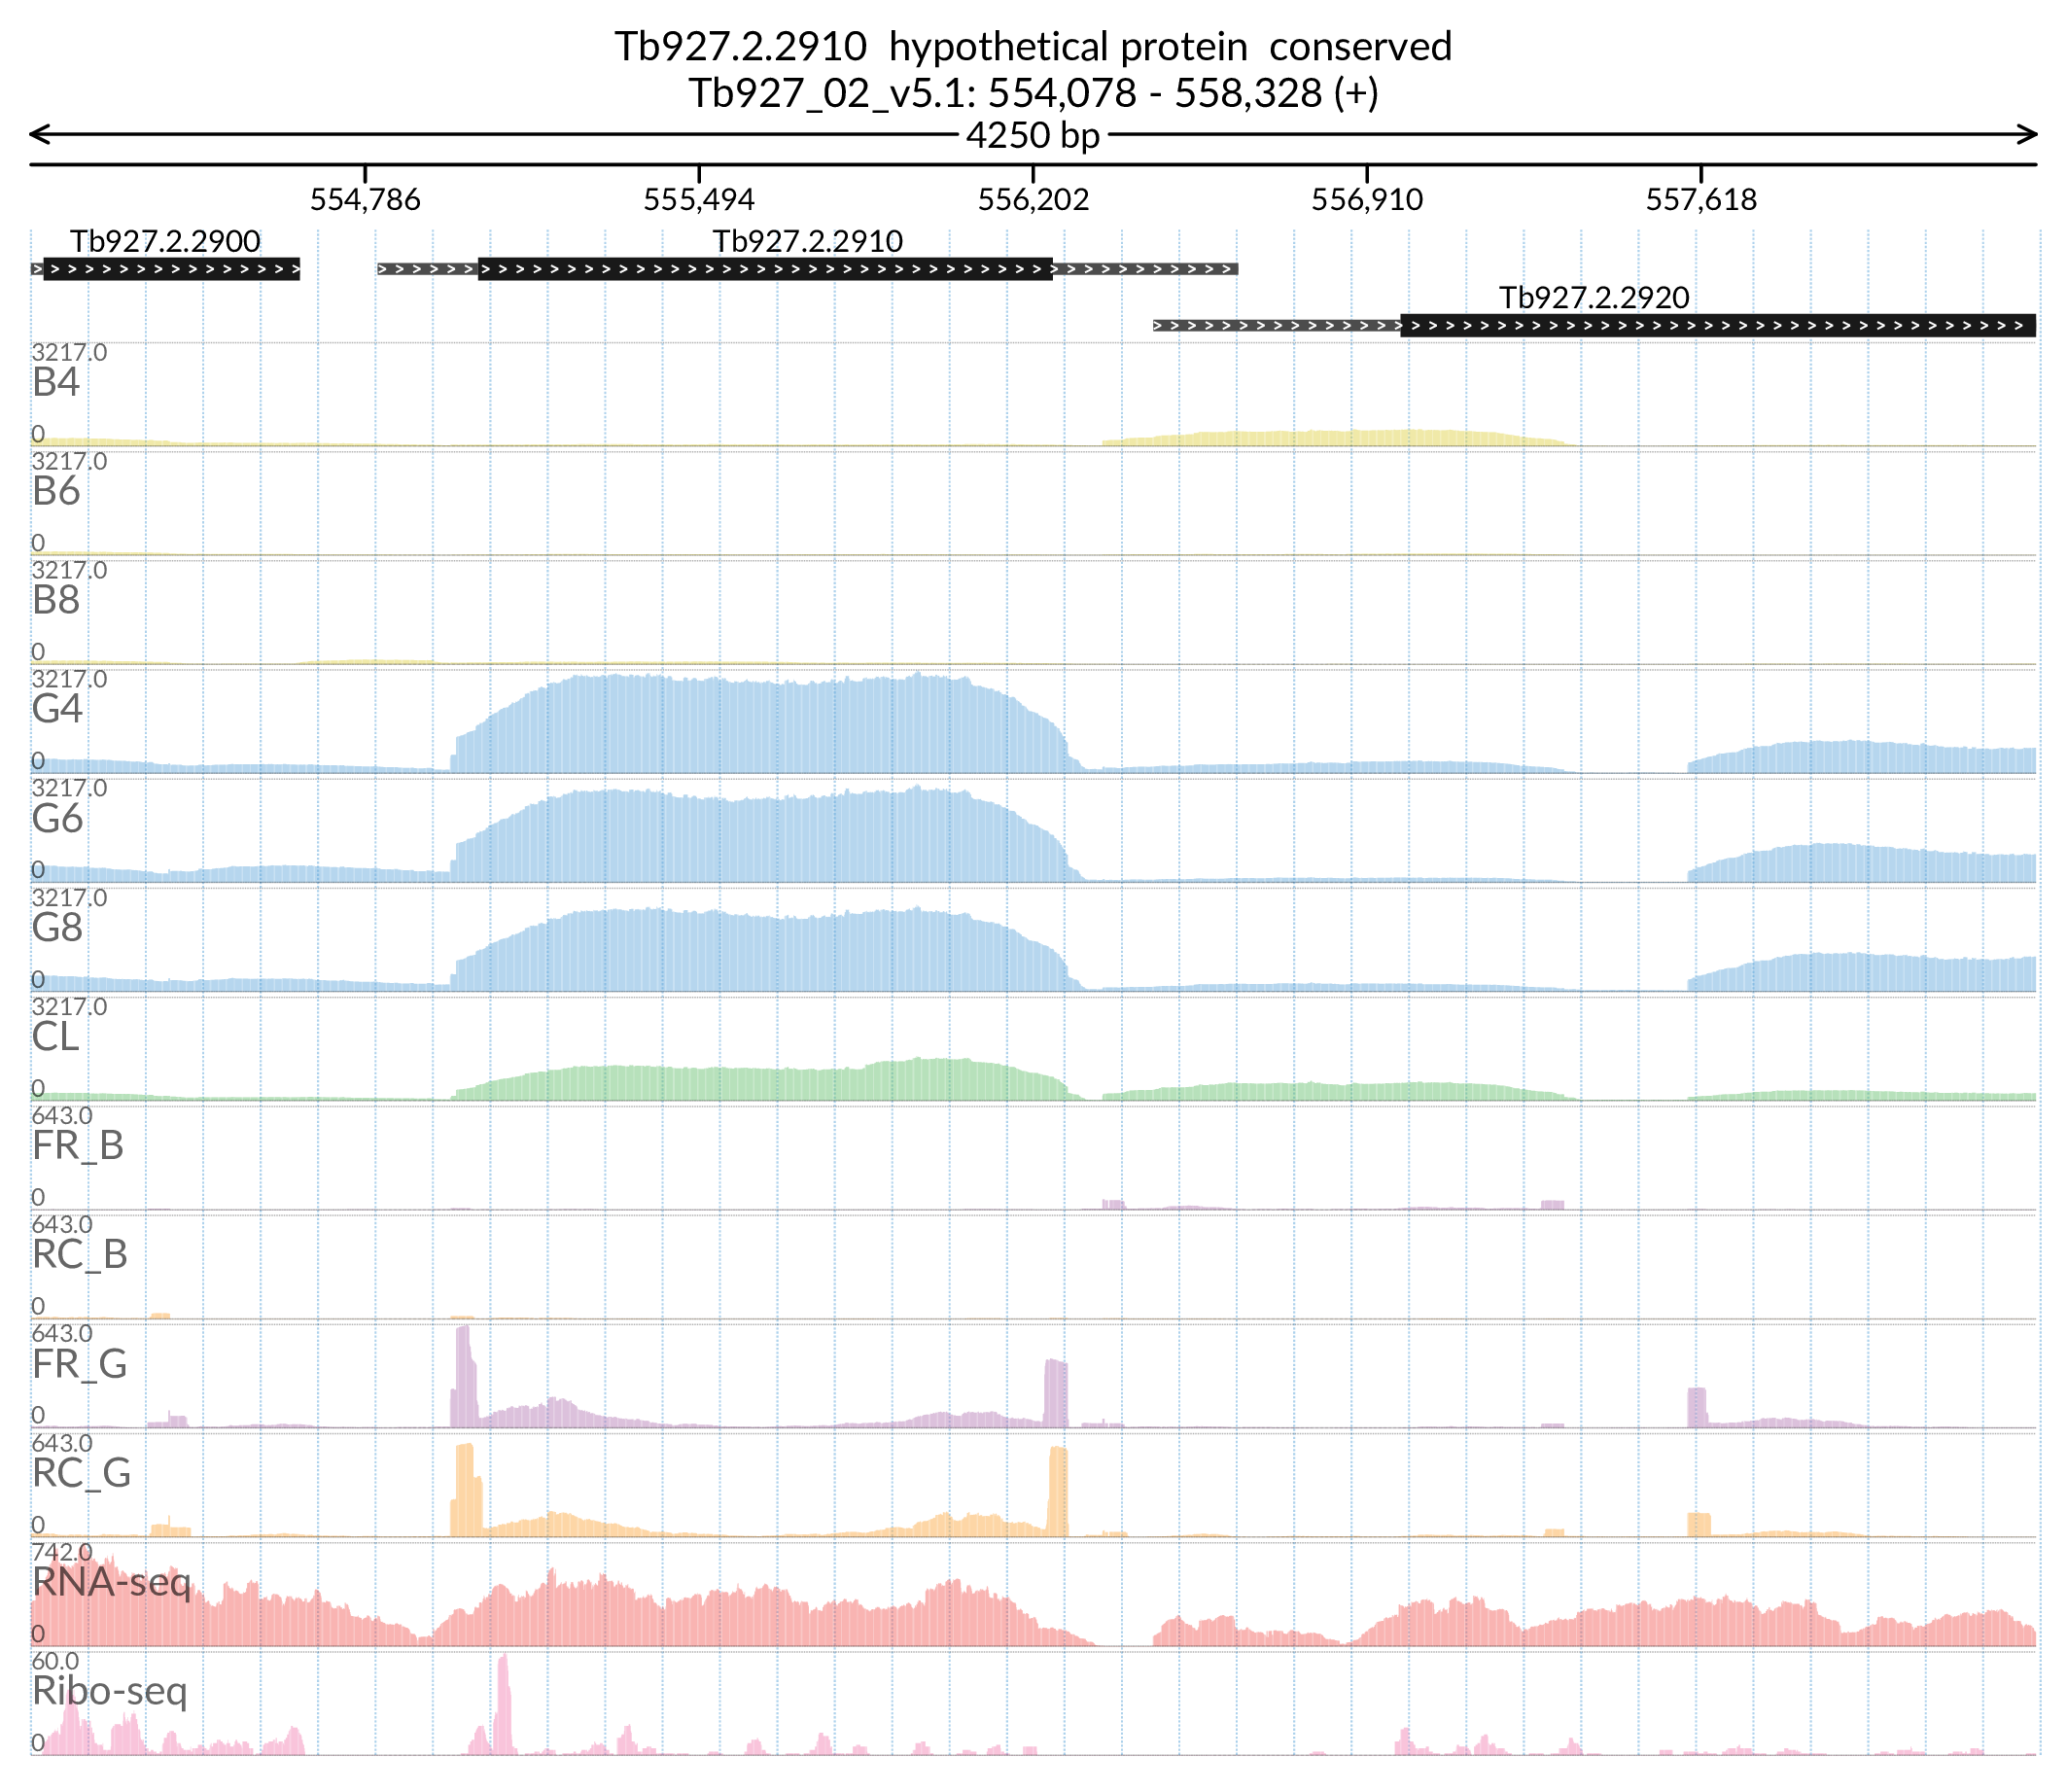 Tb927.2.2910  hypothetical protein  conserved
Tb927_02_v5.1: 554,078 - 558,328 (+)
4250 bp
554,786 555,494 556,202 556,910 557,618
Tb927.2.2900 Tb927.2.2910
Tb927.2.2920
3217.0
B4
0
3217.0
B6
0
3217.0
B8
0
3217.0
G4
0
3217.0
G6
0
3217.0
G8
0
3217.0
CL
0
643.0
FR_B
0
643.0
RC_B
0
643.0
FR_G
0
643.0
RC_G
0
742.0
RNA-seq
0
60.0
Ribo-seq
0